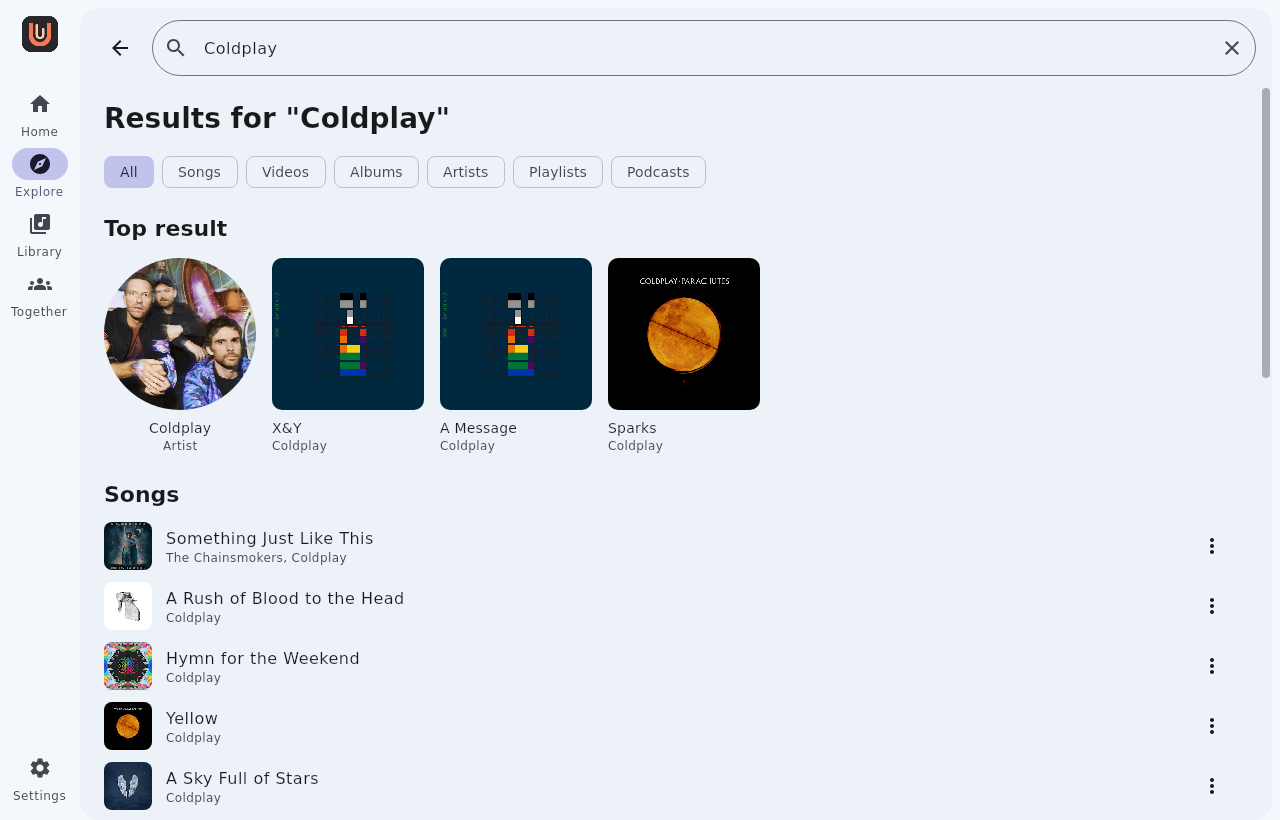 Coldplay
Home
Explore
Library
Together
Settings
Results for "Coldplay"
All
Songs
Videos
Albums
Artists
Playlists
Podcasts
Top result
COLDPLAY·PARACHUTES
Coldplay
Artist
X&Y
Coldplay
A Message
Coldplay
Sparks
Coldplay
Songs
Something Just Like This
The Chainsmokers, Coldplay
A Rush of Blood to the Head
Coldplay
Hymn for the Weekend
Coldplay
Yellow
Coldplay
A Sky Full of Stars
Coldplay